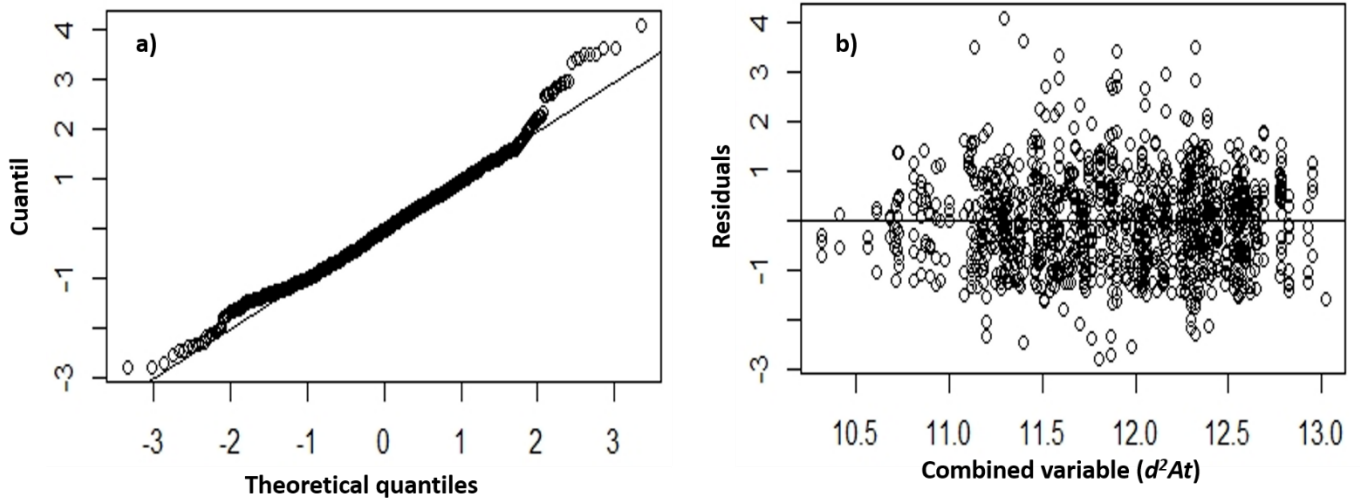 a)
4
3
2
1
-1
-3
Cuantil
-3 -2 -1 0 1 2 3
Theoretical quantiles
b)
4
3
2
1
-1
-3
Residuals
10.5 11.0 11.5 12.0 12.5 13.0
Combined variable (d²At)